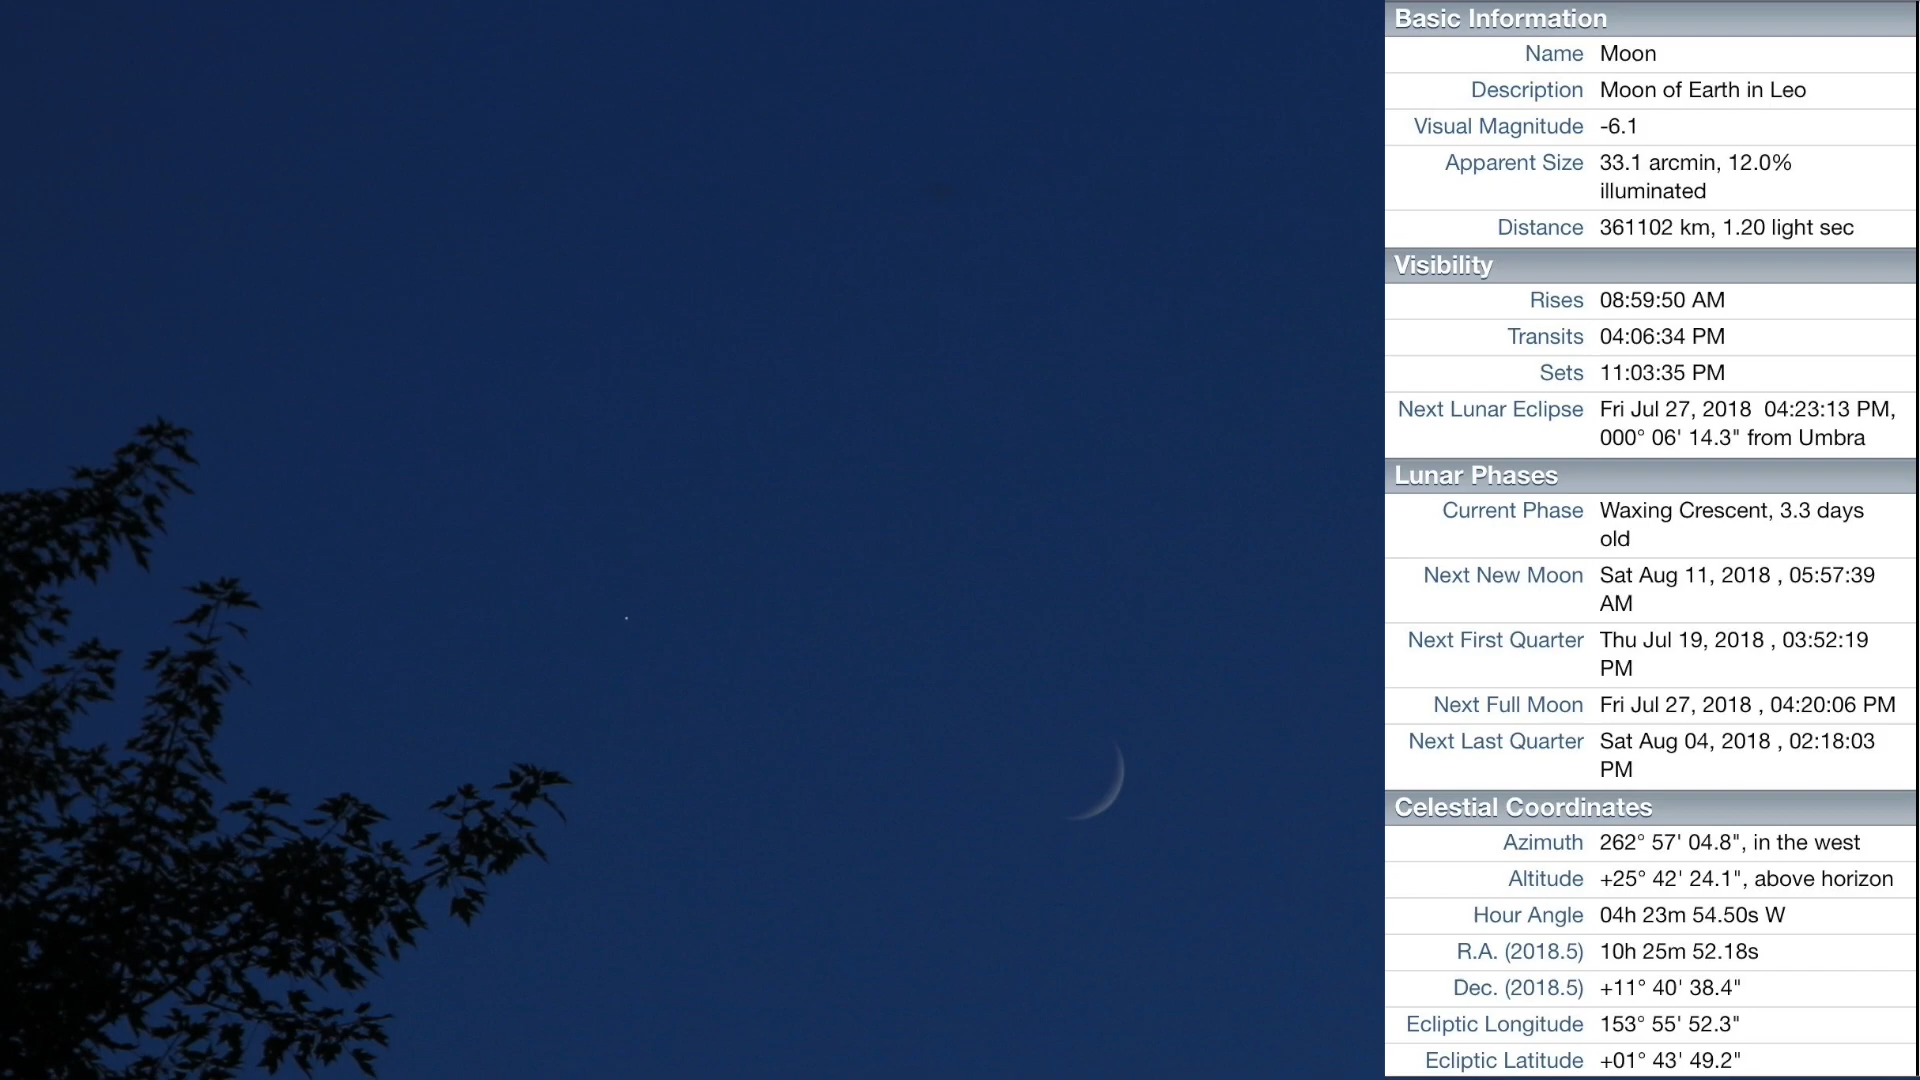 Basic Information
Name Moon
Description Moon of Earth in Leo
Visual Magnitude -6.1
Apparent Size 33.1 arcmin, 12.0%
illuminated
Distance 361102 km, 1.20 light sec
Visibility
Rises 08:59:50 AM
Transits 04:06:34 PM
Sets 11:03:35 PM
Next Lunar Eclipse Fri Jul 27, 2018  04:23:13 PM,
000° 06' 14.3" from Umbra
Lunar Phases
Current Phase Waxing Crescent, 3.3 days
old
Next New Moon Sat Aug 11, 2018 , 05:57:39
AM
Next First Quarter Thu Jul 19, 2018 , 03:52:19
PM
Next Full Moon Fri Jul 27, 2018 , 04:20:06 PM
Next Last Quarter Sat Aug 04, 2018 , 02:18:03
PM
Celestial Coordinates
Azimuth 262° 57' 04.8", in the west
Altitude +25° 42' 24.1", above horizon
Hour Angle 04h 23m 54.50s W
R.A. (2018.5) 10h 25m 52.18s
Dec. (2018.5) +11° 40' 38.4"
Ecliptic Longitude 153° 55' 52.3"
Ecliptic Latitude +01° 43' 49.2"